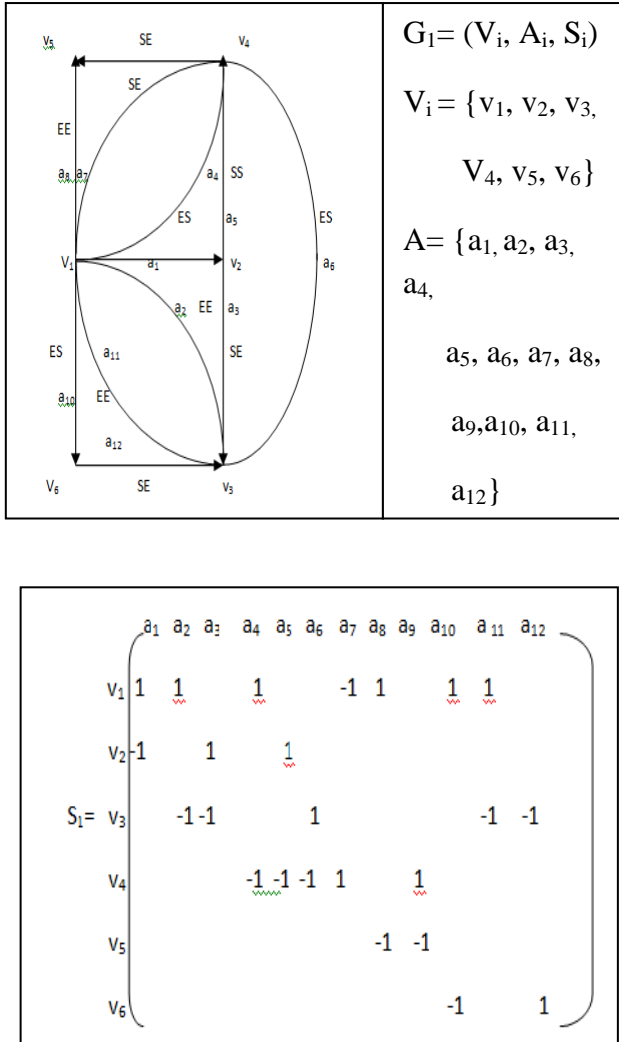 v₅ SE v₄
SE
EE
a₈ a₇ a₄ SS
ES a₅ ES
V₁ a₁ v₂ a₆
a₂ EE a₃
ES a₁₁ SE
a₁₀ EE
a₁₂
V₆ SE v₃
G₁= (Vᵢ, Aᵢ, Sᵢ)
Vᵢ = {v₁, v₂, v₃,
V₄, v₅, v₆}
A= {a₁, a₂, a₃,
a₄,
a₅, a₆, a₇, a₈,
a₉,a₁₀, a₁₁,
a₁₂}
a₁ a₂ a₃ a₄ a₅ a₆ a₇ a₈ a₉ a₁₀ a ₁₁ a₁₂
v₁ 1 1 1 -1 1 1 1
v₂ -1 1 1
S₁= v₃ -1 -1 1 -1 -1
v₄ -1 -1 -1 1 1
v₅ -1 -1
v₆ -1 1